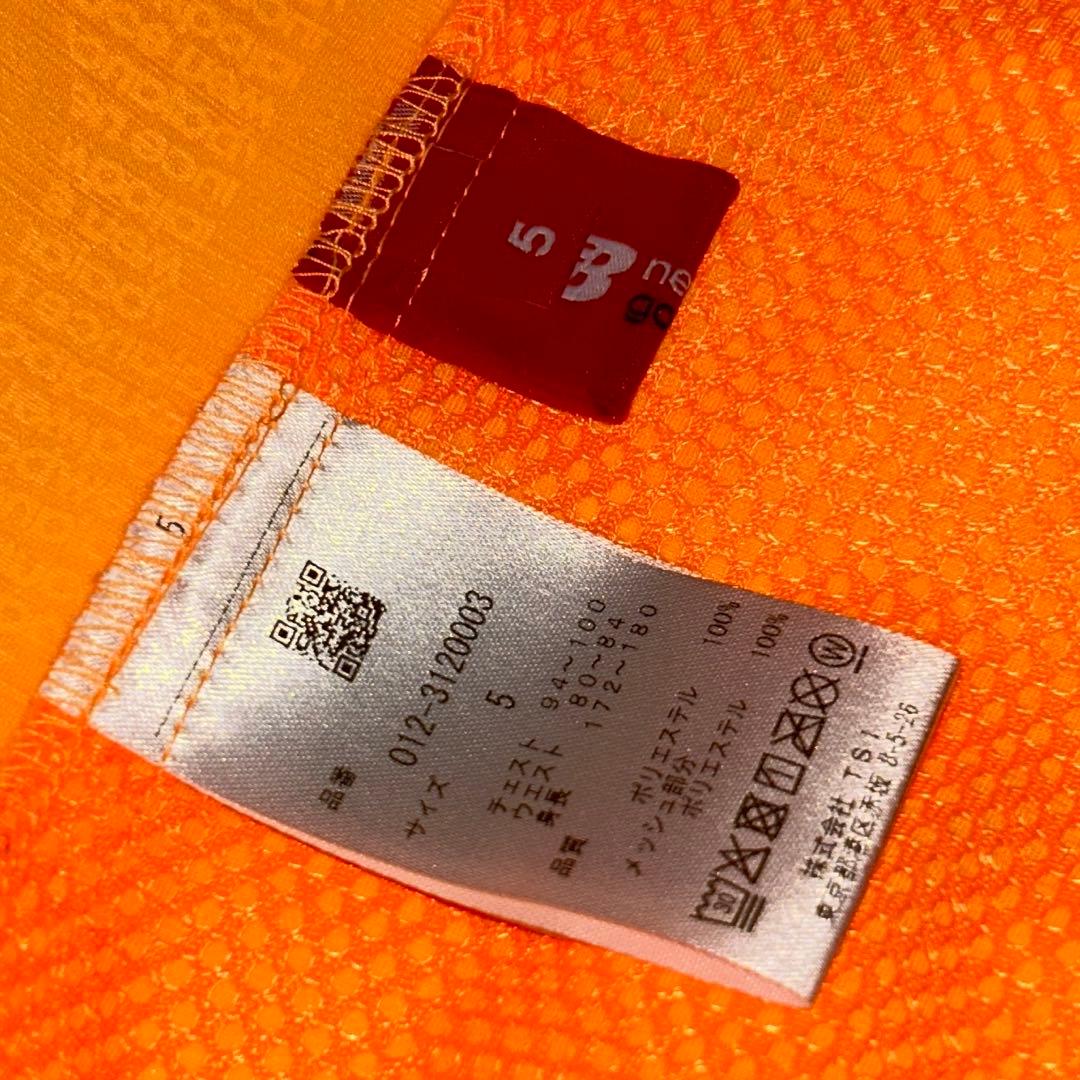 5
ne
go
5
品番
012-3120003
サイズ
5
チェスト 94～100
ウエスト 80～84
身長 172～180
品質
ポリエステル 100%
メッシュ部分
ポリエステル 100%
30
W
株式会社 TSI
東京都港区赤坂 8-5-26